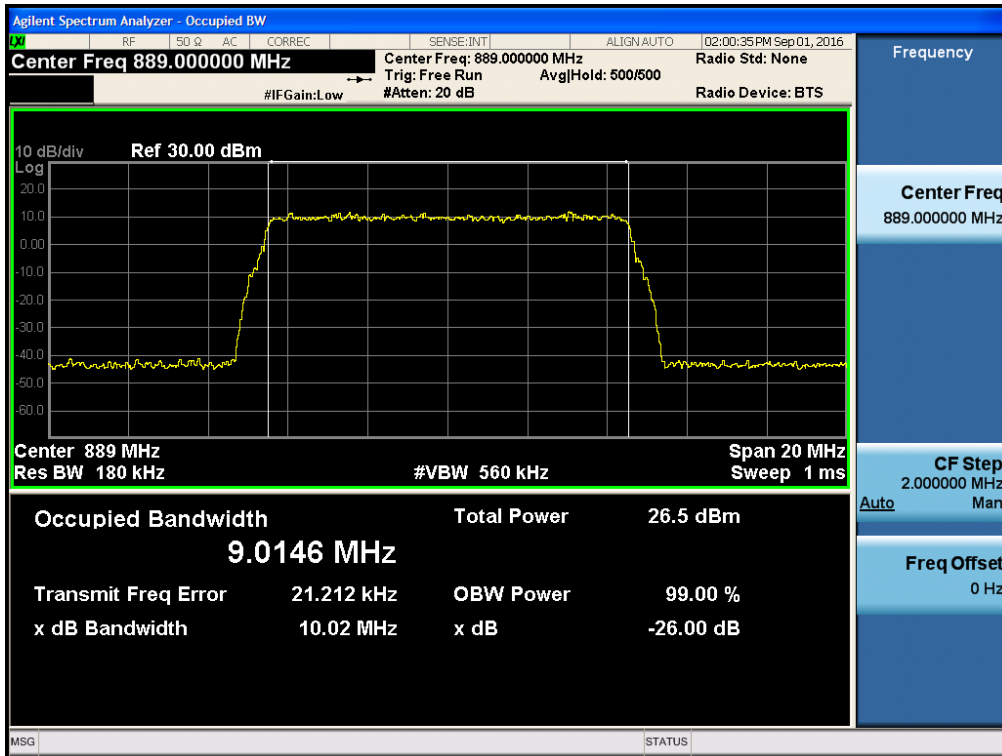 Agilent Spectrum Analyzer - Occupied BW
LXI RF 50 Ω AC CORREC SENSE:INT ALIGN AUTO 02:00:35 PM Sep 01, 2016
Center Freq 889.000000 MHz
Center Freq: 889.000000 MHz
Radio Std: None
Trig: Free Run
Avg|Hold: 500/500
#IFGain:Low
#Atten: 20 dB
Radio Device: BTS
10 dB/div
Ref 30.00 dBm
Log
20.0
10.0
0.00
-10.0
-20.0
-30.0
-40.0
-50.0
-60.0
Center 889 MHz
Span 20 MHz
Res BW 180 kHz
#VBW 560 kHz
Sweep 1 ms
Occupied Bandwidth
Total Power
26.5 dBm
9.0146 MHz
Transmit Freq Error
21.212 kHz
OBW Power
99.00 %
x dB Bandwidth
10.02 MHz
x dB
-26.00 dB
MSG
STATUS
Frequency
Center Freq
889.000000 MHz
CF Step
2.000000 MHz
Auto Man
Freq Offset
0 Hz